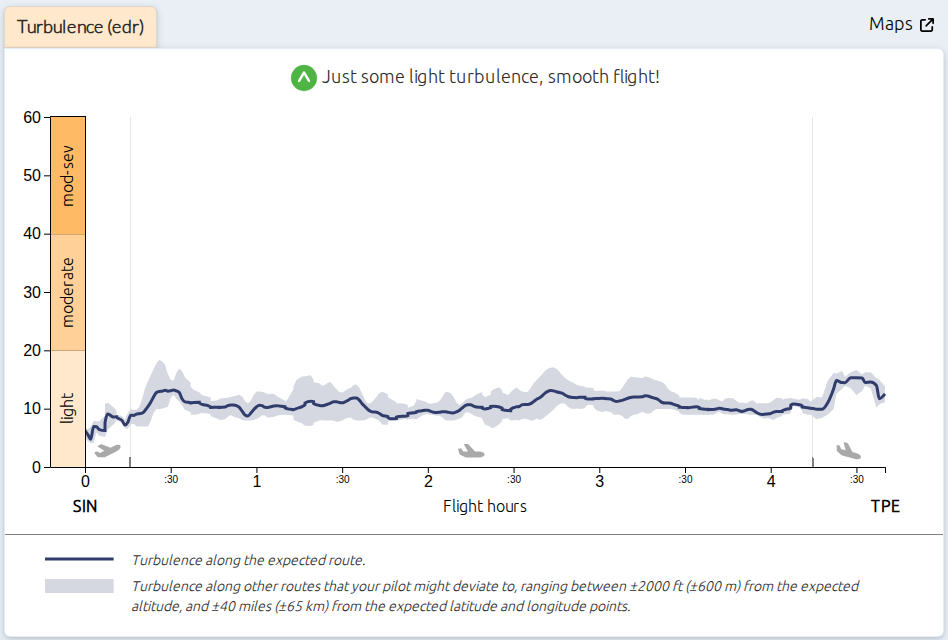 Turbulence (edr)
Maps
Just some light turbulence, smooth flight!
60
50
40
30
20
10
0
mod-sev
moderate
light
0 :30 1 :30 2 :30 3 :30 4 :30
SIN Flight hours TPE
Turbulence along the expected route.
Turbulence along other routes that your pilot might deviate to, ranging between ±2000 ft (±600 m) from the expected
altitude, and ±40 miles (±65 km) from the expected latitude and longitude points.